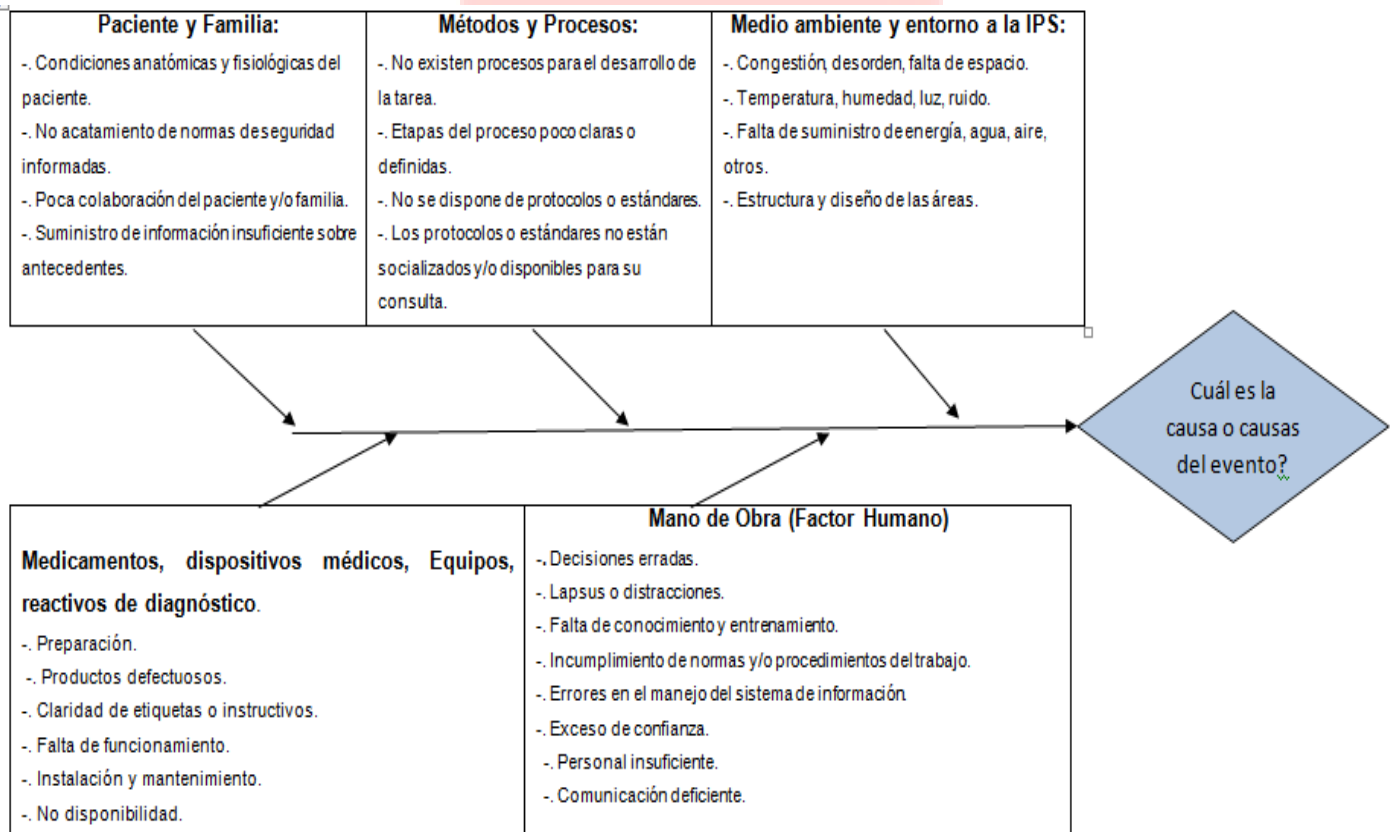 Paciente y Familia:
-. Condiciones anatómicas y fisiológicas del
paciente.
-. No acatamiento de normas de seguridad
informadas.
-. Poca colaboración del paciente y/o familia.
-. Suministro de información insuficiente sobre
antecedentes.
Métodos y Procesos:
-. No existen procesos para el desarrollo de
la tarea.
-. Etapas del proceso poco claras o
definidas.
-. No se dispone de protocolos o estándares.
-. Los protocolos o estándares no están
socializados y/o disponibles para su
consulta.
Medio ambiente y entorno a la IPS:
-. Congestión, desorden, falta de espacio.
-. Temperatura, humedad, luz, ruido.
-. Falta de suministro de energía, agua, aire,
otros.
-. Estructura y diseño de las áreas.
Cuál es la
causa o causas
del evento?
Medicamentos, dispositivos médicos, Equipos,
reactivos de diagnóstico.
-. Preparación.
-. Productos defectuosos.
-. Claridad de etiquetas o instructivos.
-. Falta de funcionamiento.
-. Instalación y mantenimiento.
-. No disponibilidad.
Mano de Obra (Factor Humano)
-. Decisiones erradas.
-. Lapsus o distracciones.
-. Falta de conocimiento y entrenamiento.
-. Incumplimiento de normas y/o procedimientos del trabajo.
-. Errores en el manejo del sistema de información.
-. Exceso de confianza.
-. Personal insuficiente.
-. Comunicación deficiente.